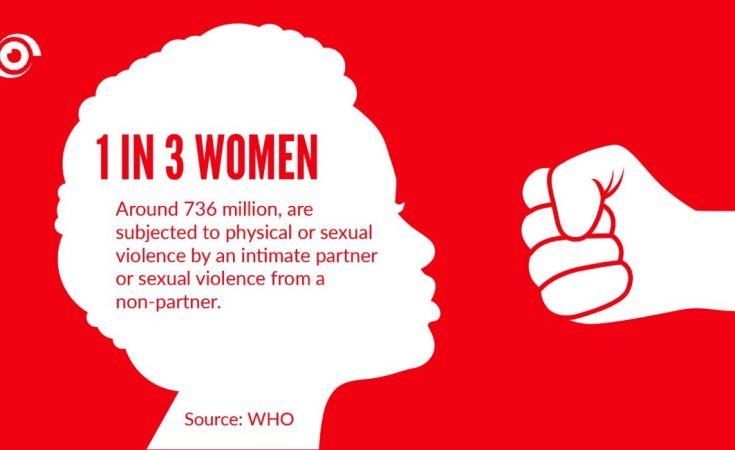 1 IN 3 WOMEN
Around 736 million, are
subjected to physical or sexual
violence by an intimate partner
or sexual violence from a
non-partner.
Source: WHO